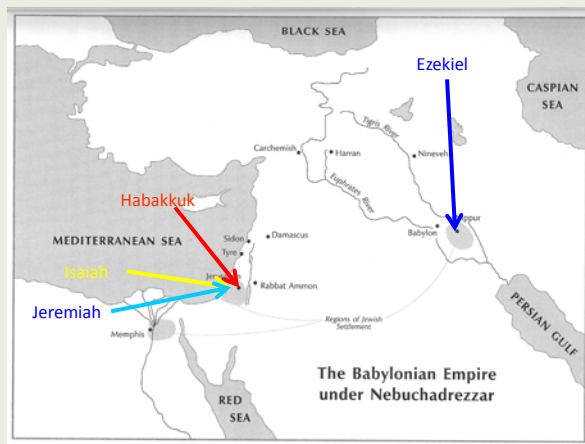 BLACK SEA
Ezekiel
CASPIAN
SEA
Tigris River
Carchemish
Harran
Nineveh
Euphrates River
Habakkuk
MEDITERRANEAN SEA
Sidon
Damascus
Tyre
Babylon
Isaiah
Rabbat Ammon
Jeremiah
Memphis
Regions of Jewish
Settlement
PERSIAN GULF
The Babylonian Empire
under Nebuchadrezzar
RED
SEA